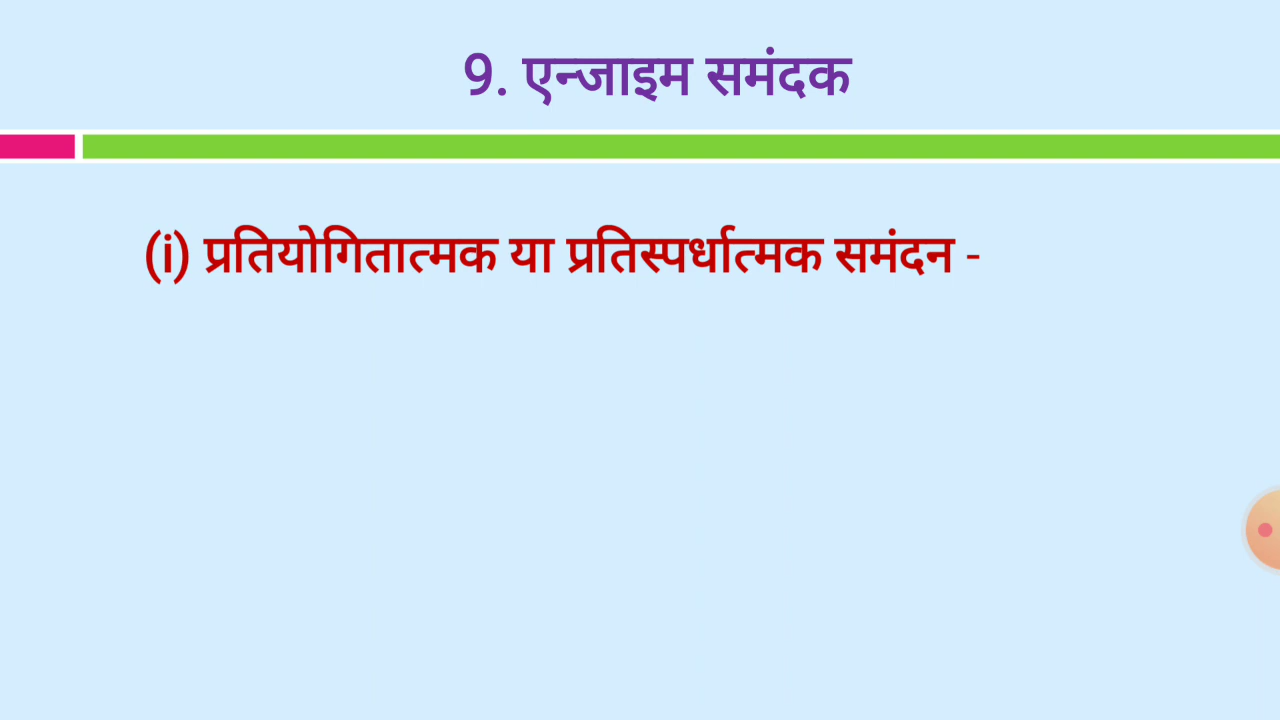 9. एन्जाइम समंदक
(i) प्रतियोगितात्मक या प्रतिस्पर्धात्मक समंदन -